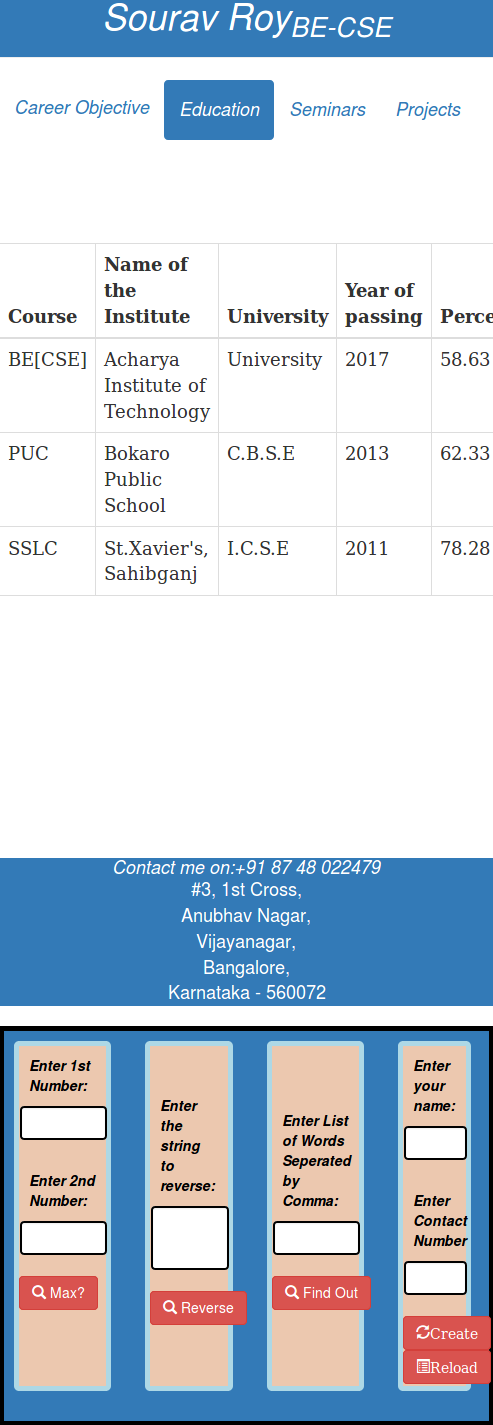 Sourav Roy BE-CSE
Career Objective Education Seminars Projects
Course Name of the Institute University Year of passing Perce
BE[CSE] Acharya Institute of Technology University 2017 58.63
PUC Bokaro Public School C.B.S.E 2013 62.33
SSLC St.Xavier's, Sahibganj I.C.S.E 2011 78.28
Contact me on:+91 87 48 022479
#3, 1st Cross,
Anubhav Nagar,
Vijayanagar,
Bangalore,
Karnataka - 560072
Enter 1st
Number:
Enter 2nd
Number:
Max?
Enter
the
string
to
reverse:
Reverse
Enter List
of Words
Seperated
by
Comma:
Find Out
Enter
your
name:
Enter
Contact
Number
Create
Reload